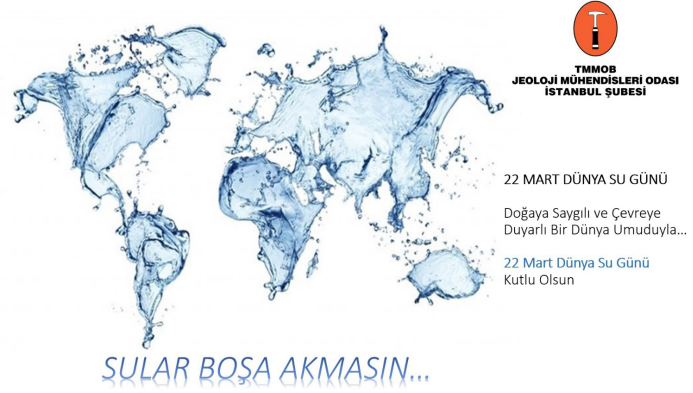 TMMOB
JEOLOJİ MÜHENDİSLERİ ODASI
İSTANBUL ŞUBESİ
22 MART DÜNYA SU GÜNÜ
Doğaya Saygılı ve Çevreye
Duyarlı Bir Dünya Umuduyla...
22 Mart Dünya Su Günü
Kutlu Olsun
SULAR BOŞA AKMASIN...